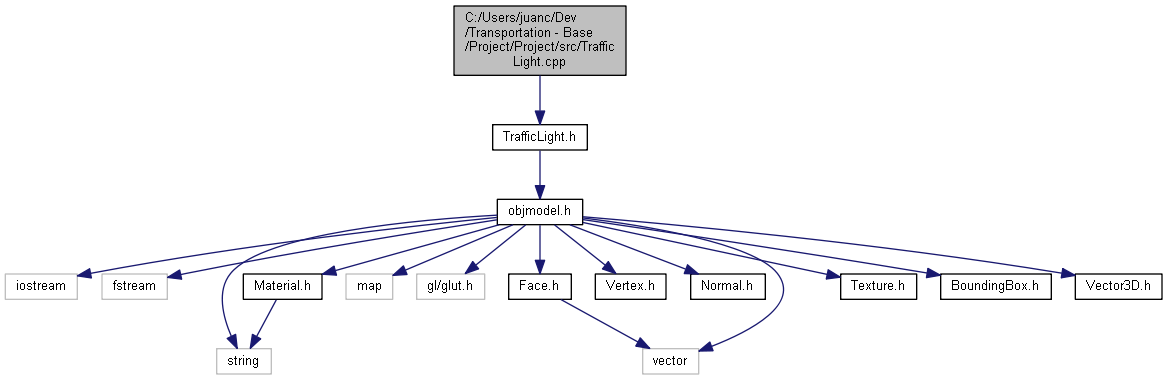 C:/Users/juanc/Dev
/Transportation - Base
/Project/Project/src/Traffic
Light.cpp
TrafficLight.h
objmodel.h
iostream
fstream
Material.h
map
gl/glut.h
Face.h
Vertex.h
Normal.h
Texture.h
BoundingBox.h
Vector3D.h
string
vector